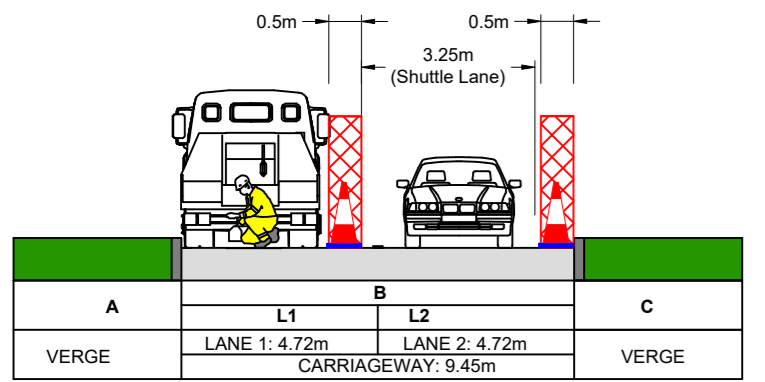 0.5m
0.5m
3.25m
(Shuttle Lane)
A
B
C
L1
L2
VERGE
LANE 1: 4.72m
LANE 2: 4.72m
VERGE
CARRIAGEWAY: 9.45m